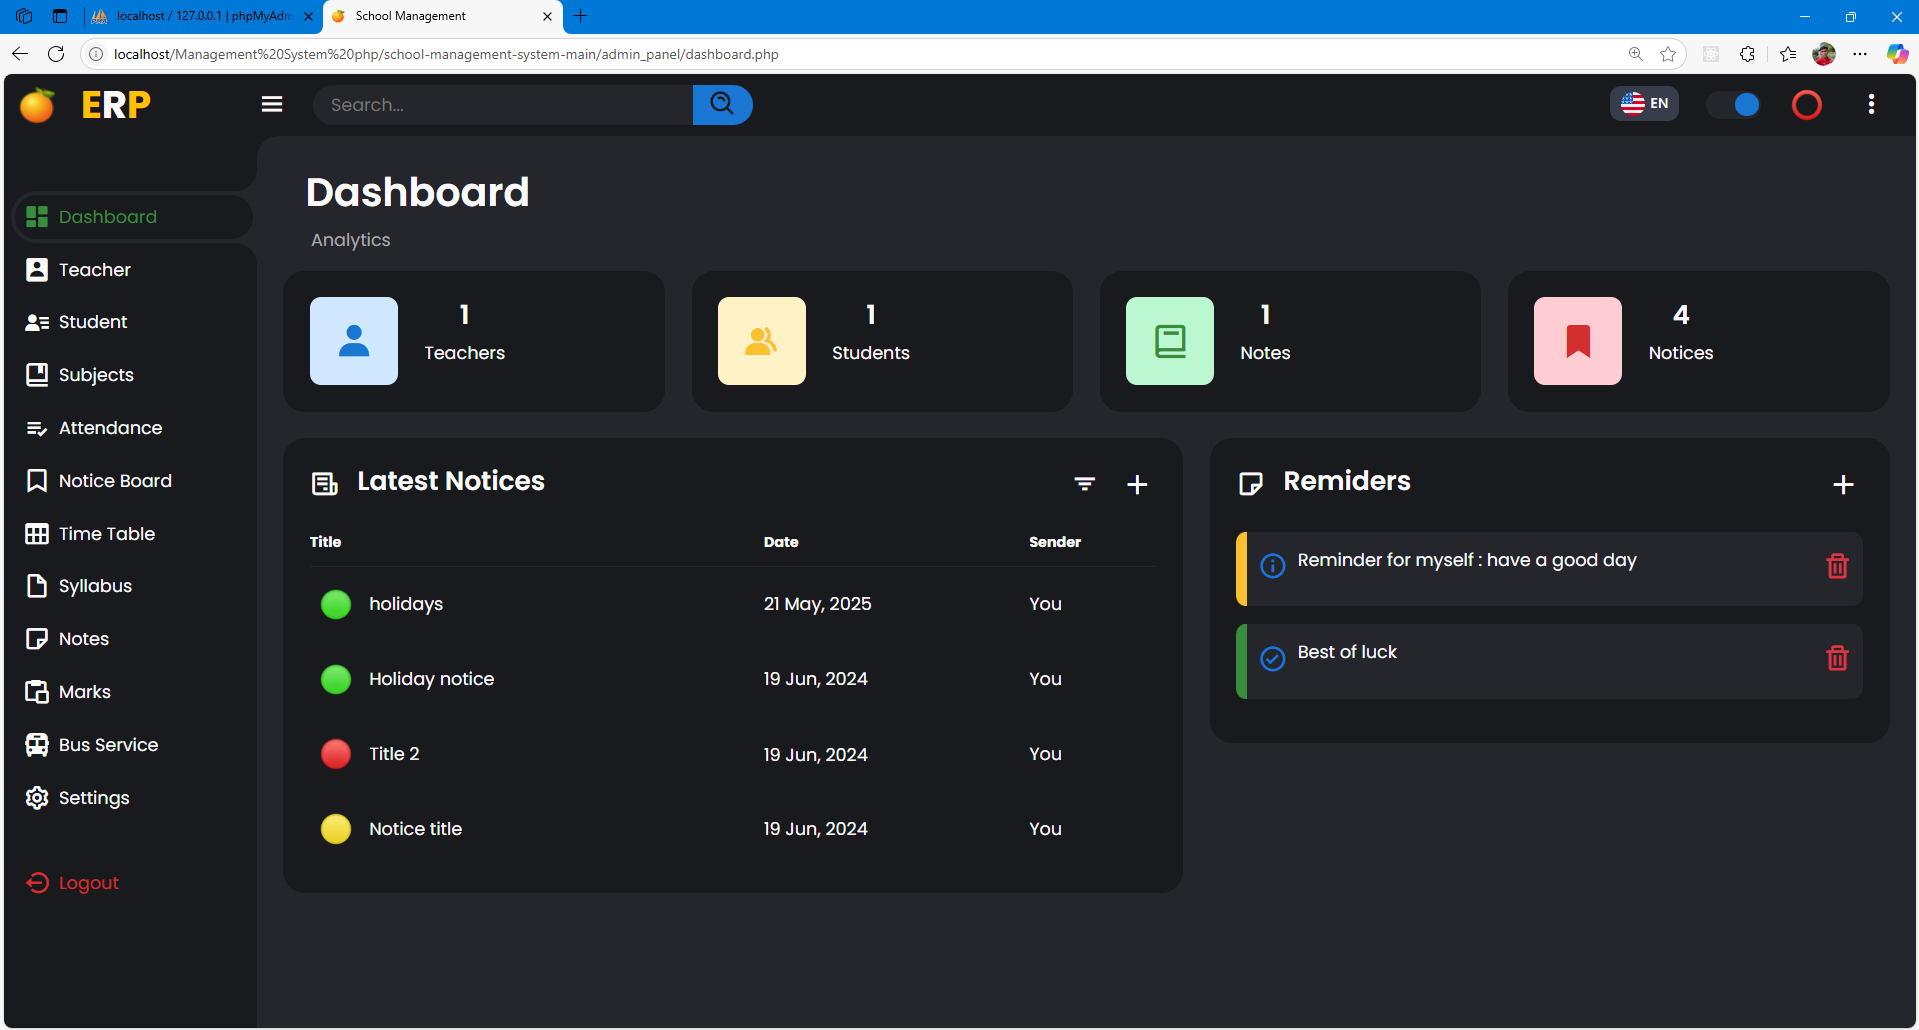 localhost / 127.0.0.1 | phpMyAdm
School Management
localhost/Management%20System%20php/school-management-system-main/admin_panel/dashboard.php
ERP
Search...
EN
Dashboard
Teacher
Student
Subjects
Attendance
Notice Board
Time Table
Syllabus
Notes
Marks
Bus Service
Settings
Logout
Dashboard
Analytics
1
Teachers
1
Students
1
Notes
4
Notices
Latest Notices
Title Date Sender
holidays 21 May, 2025 You
Holiday notice 19 Jun, 2024 You
Title 2 19 Jun, 2024 You
Notice title 19 Jun, 2024 You
Remiders
Reminder for myself : have a good day
Best of luck